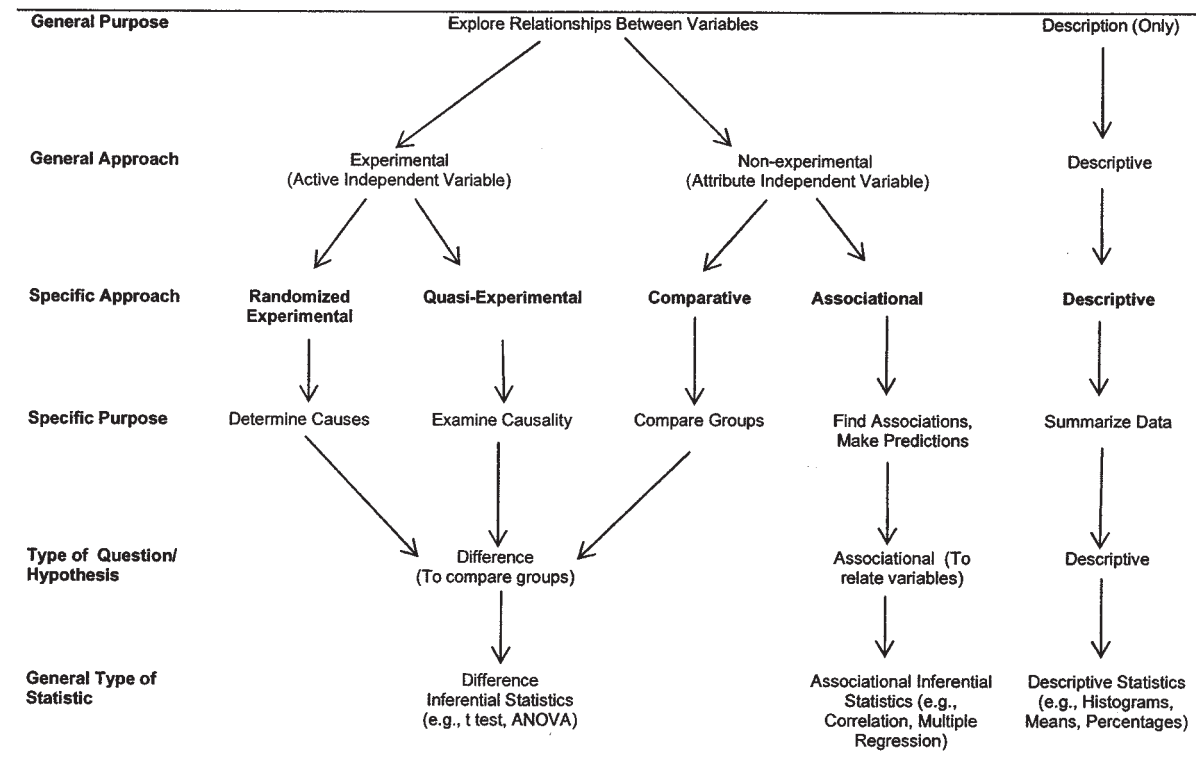 General Purpose
Explore Relationships Between Variables
Description (Only)
General Approach
Experimental
(Active Independent Variable)
Non-experimental
(Attribute Independent Variable)
Descriptive
Specific Approach
Randomized
Experimental
Quasi-Experimental
Comparative
Associational
Descriptive
Specific Purpose
Determine Causes
Examine Causality
Compare Groups
Find Associations,
Make Predictions
Summarize Data
Type of Question/
Hypothesis
Difference
(To compare groups)
Associational (To
relate variables)
Descriptive
General Type of
Statistic
Difference
Inferential Statistics
(e.g., t test, ANOVA)
Associational Inferential
Statistics (e.g.,
Correlation, Multiple
Regression)
Descriptive Statistics
(e.g., Histograms,
Means, Percentages)